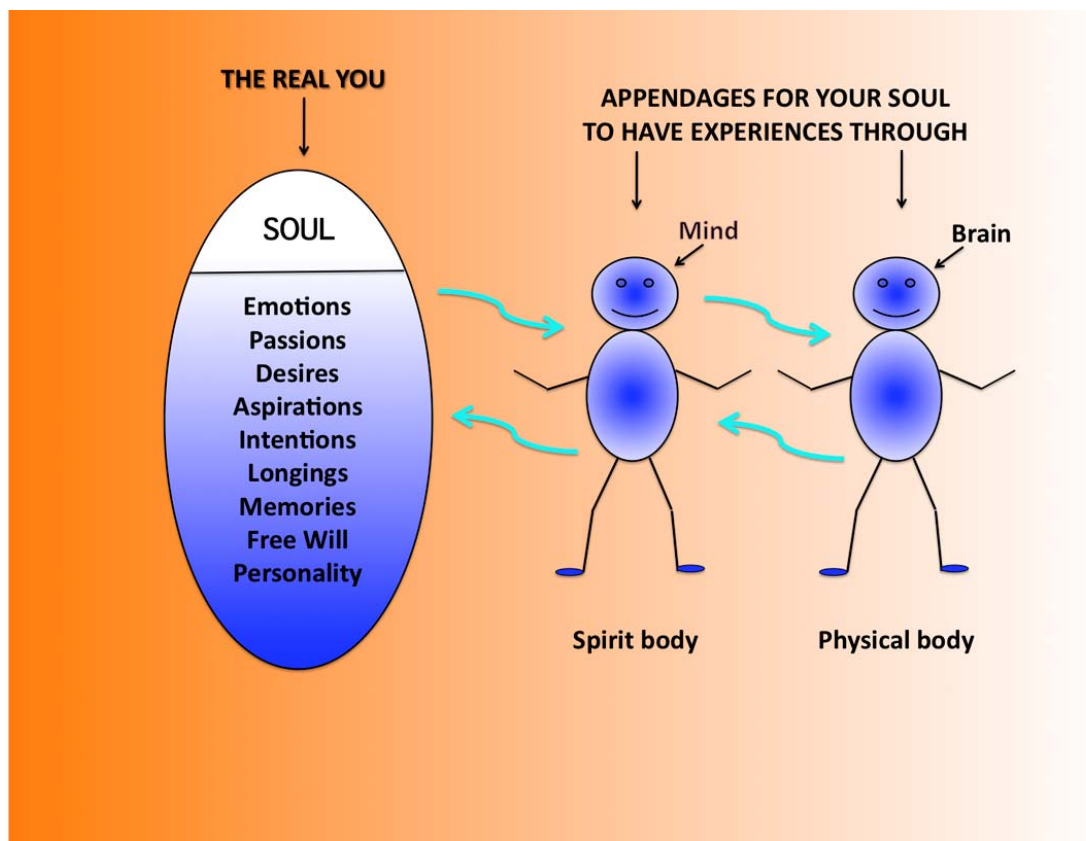 THE REAL YOU
SOUL
Emotions
Passions
Desires
Aspirations
Intentions
Longings
Memories
Free Will
Personality
APPENDAGES FOR YOUR SOUL
TO HAVE EXPERIENCES THROUGH
Mind
Brain
Spirit body
Physical body